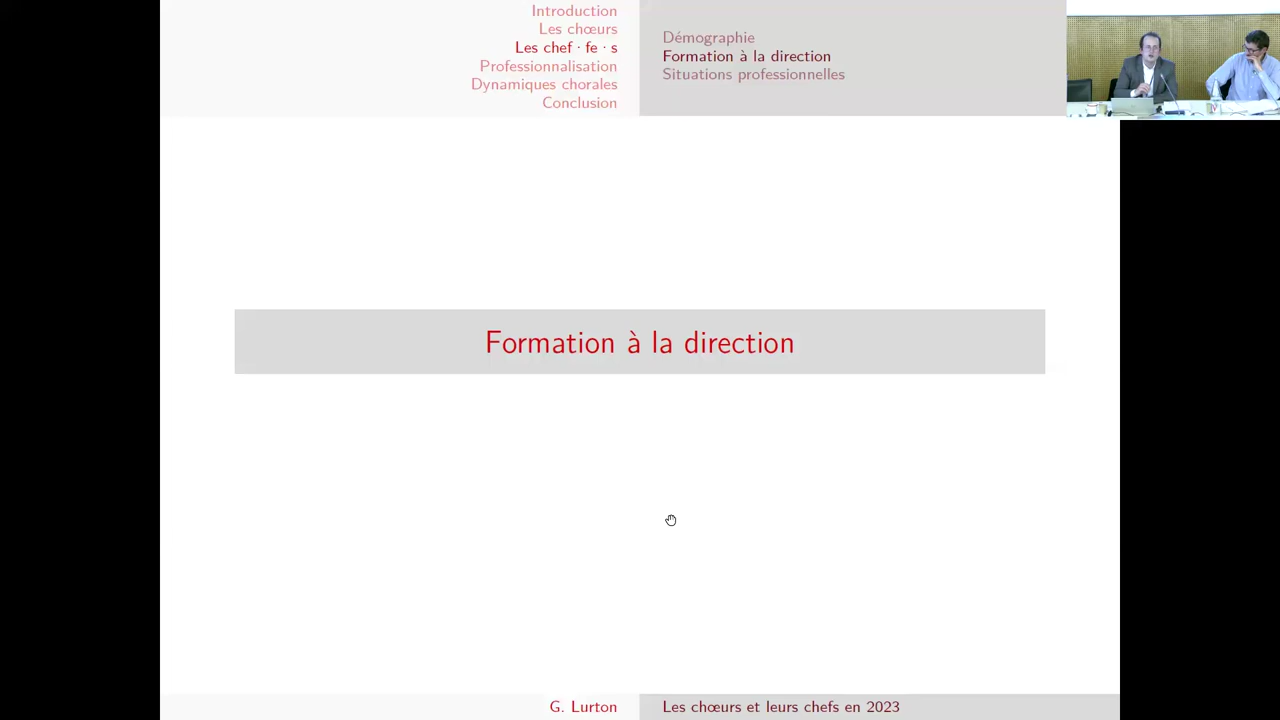 Introduction
Les chœurs
Les chef · fe · s
Professionnalisation
Dynamiques chorales
Conclusion
Démographie
Formation à la direction
Situations professionnelles
Formation à la direction
G. Lurton
Les chœurs et leurs chefs en 2023